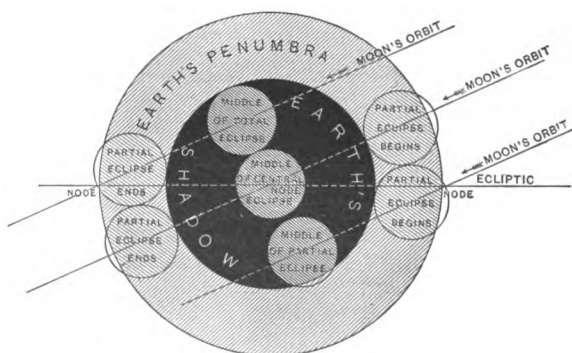 EARTH'S PENUMBRA
MOON'S ORBIT
MOON'S ORBIT
MOON'S ORBIT
MIDDLE
OF TOTAL
ECLIPSE
EARTH'S
SHADOW
PARTIAL
ECLIPSE
BEGINS
PARTIAL
ECLIPSE
ENDS
MIDDLE
OF CENTRAL
NODE
ECLIPSE
PARTIAL
ECLIPSE
BEGINS
ECLIPTIC
NODE
NODE
PARTIAL
ECLIPSE
ENDS
MIDDLE
OF PARTIAL
ECLIPSE